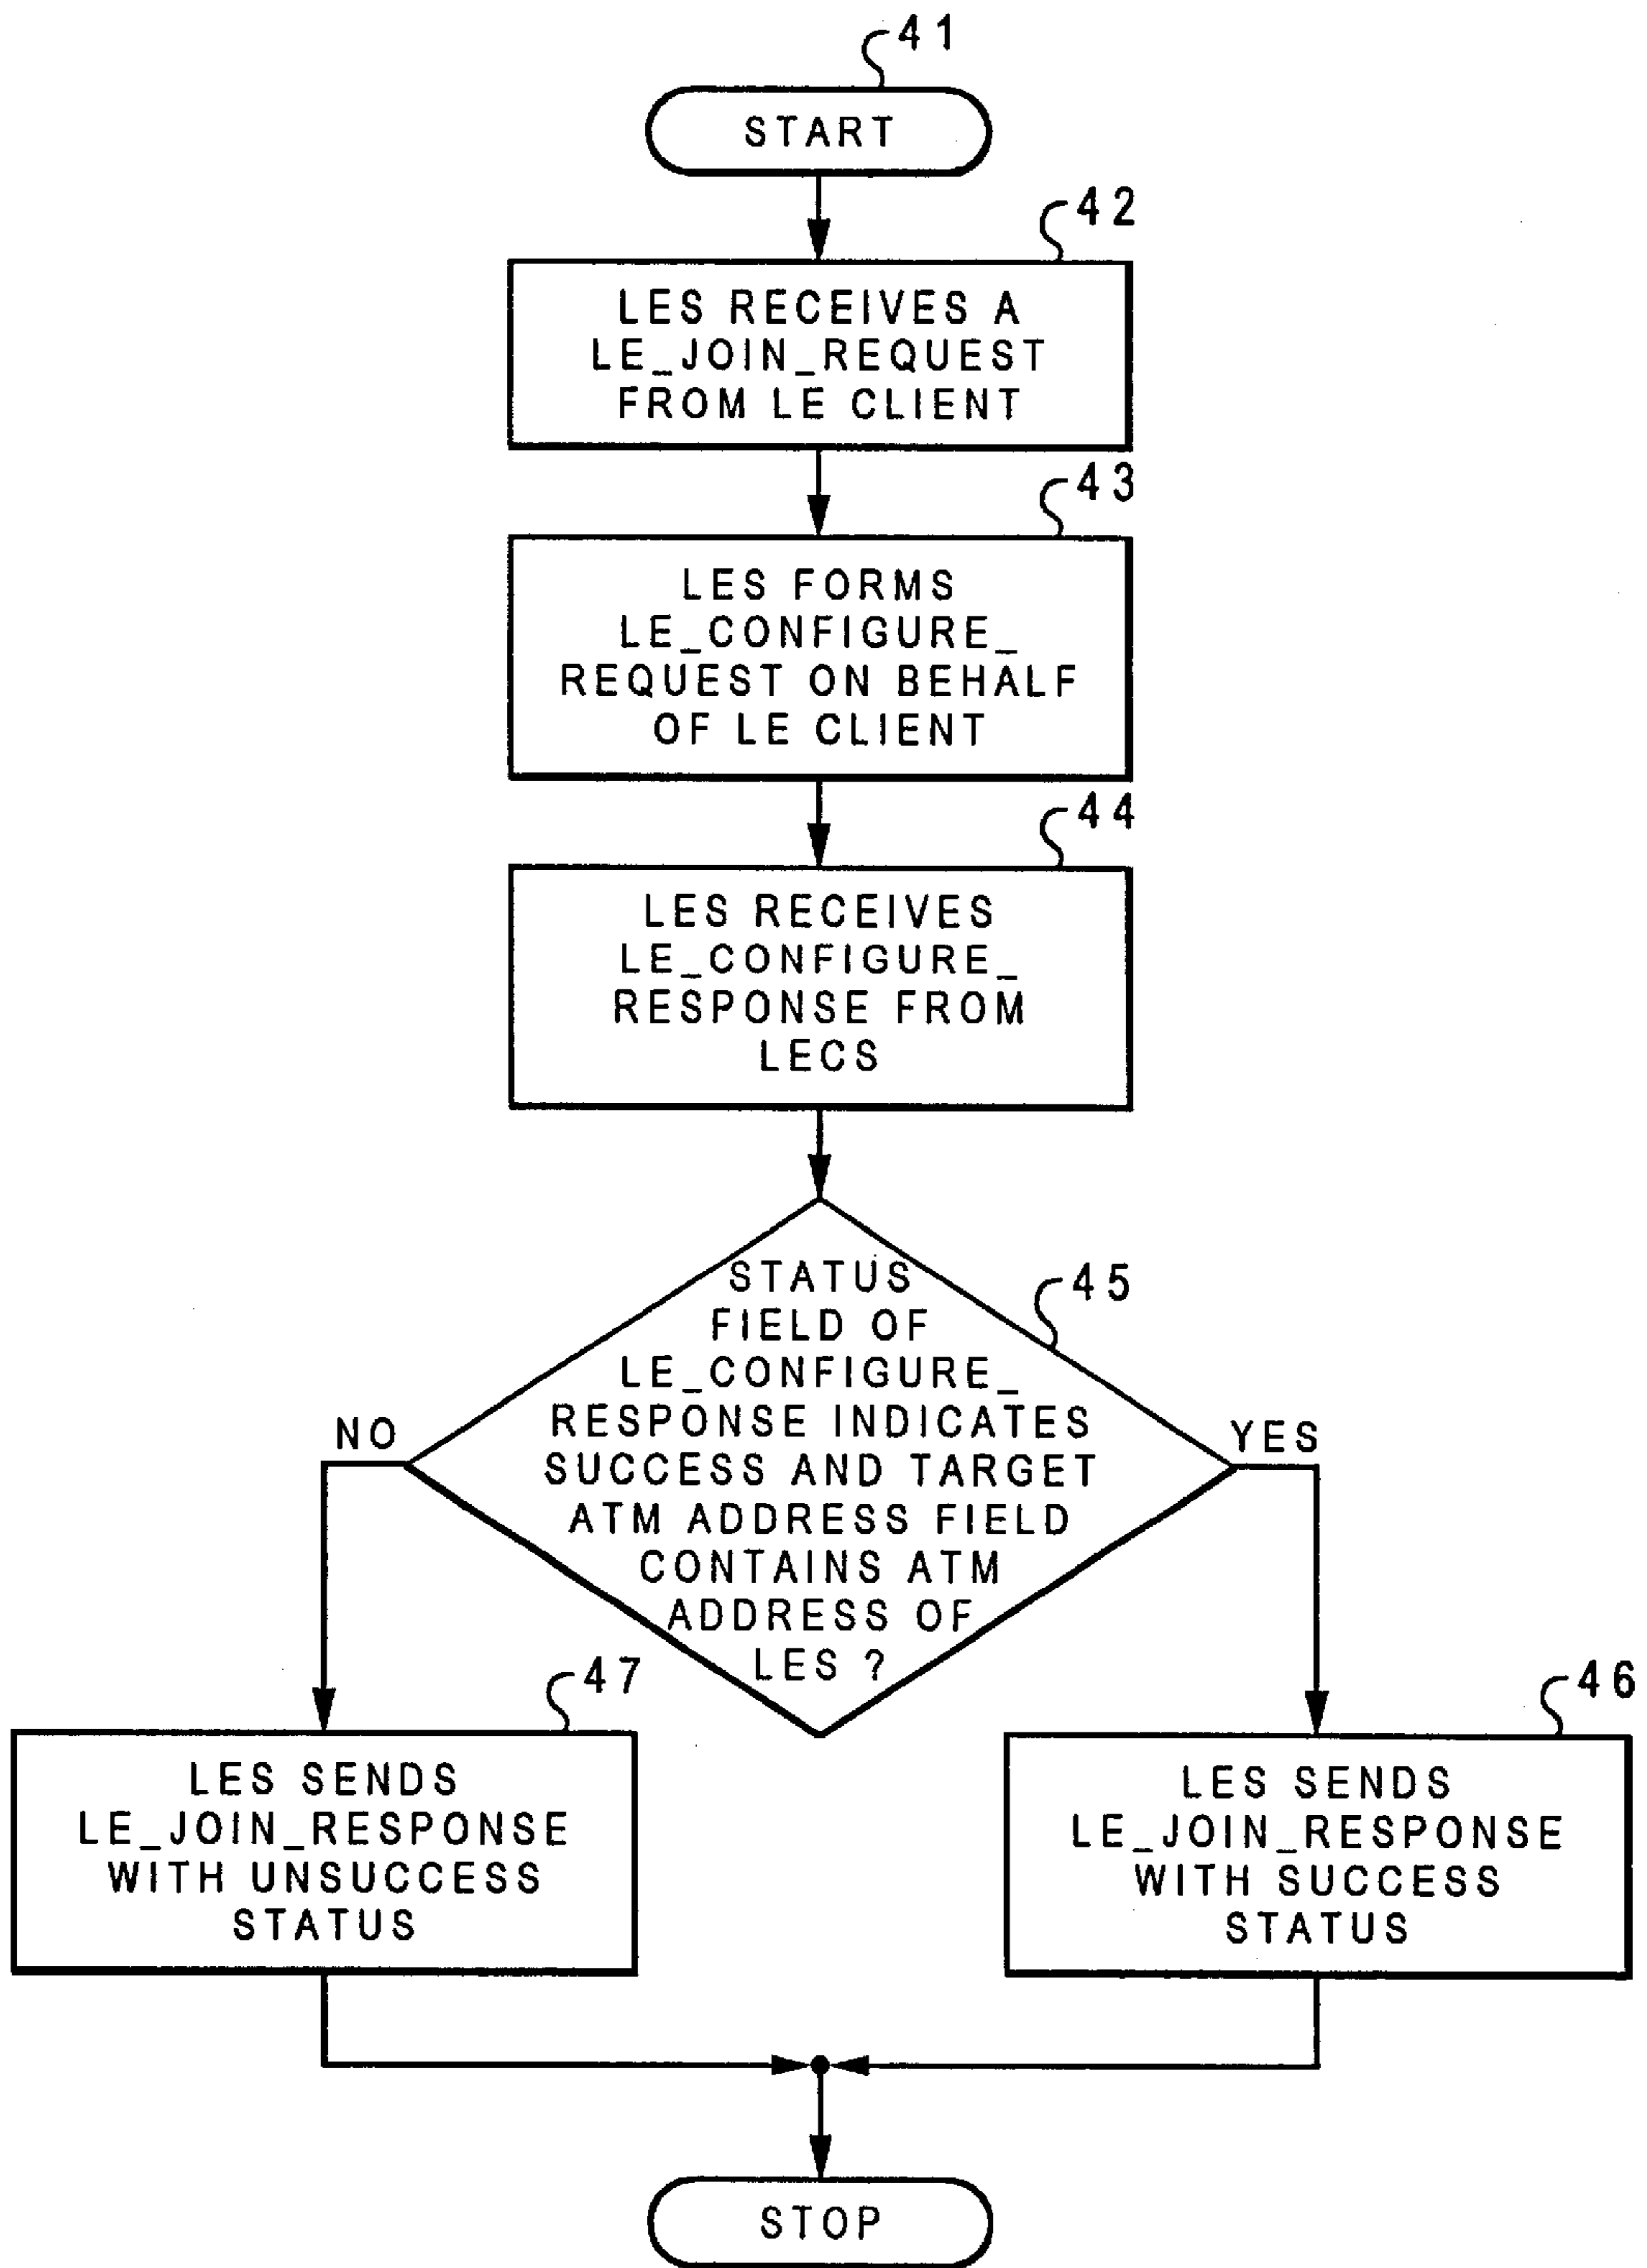 41
START
42
LES RECEIVES A
LE_JOIN_REQUEST
FROM LE CLIENT
43
LES FORMS
LE_CONFIGURE_
REQUEST ON BEHALF
OF LE CLIENT
44
LES RECEIVES
LE_CONFIGURE_
RESPONSE FROM
LECS
45
STATUS
FIELD OF
LE_CONFIGURE_
RESPONSE INDICATES
SUCCESS AND TARGET
ATM ADDRESS FIELD
CONTAINS ATM
ADDRESS OF
LES ?
NO
YES
47
LES SENDS
LE_JOIN_RESPONSE
WITH UNSUCCESS
STATUS
46
LES SENDS
LE_JOIN_RESPONSE
WITH SUCCESS
STATUS
STOP